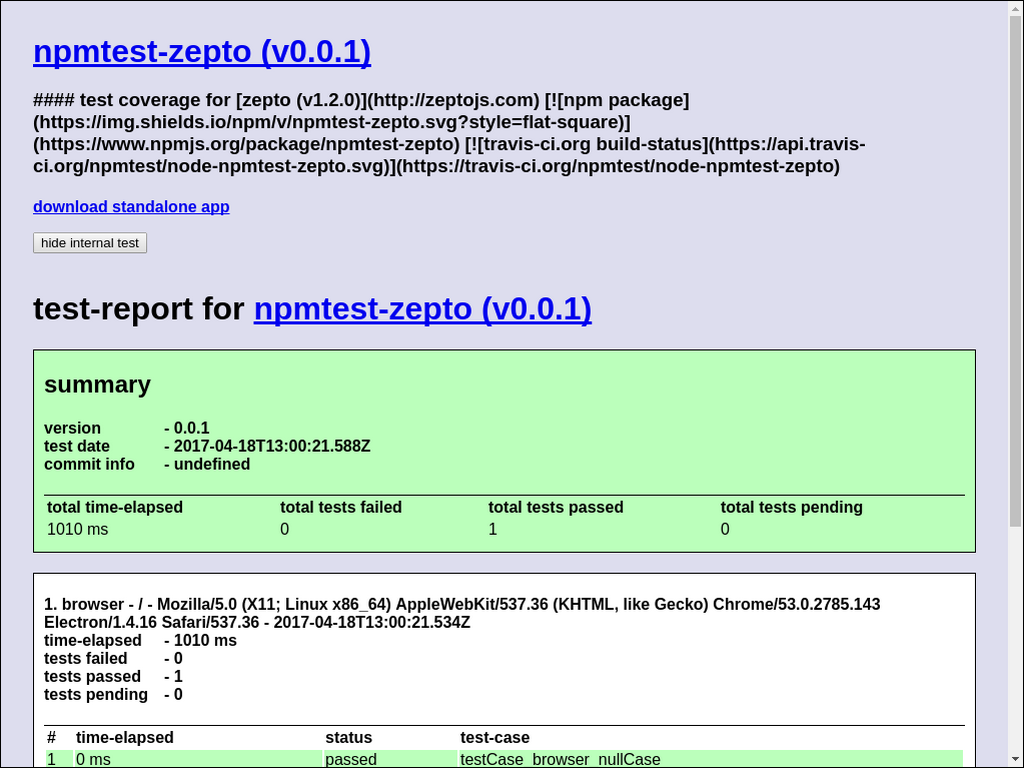 npmtest-zepto (v0.0.1)
#### test coverage for [zepto (v1.2.0)](http://zeptojs.com) [![npm package]
(https://img.shields.io/npm/v/npmtest-zepto.svg?style=flat-square)]
(https://www.npmjs.org/package/npmtest-zepto) [![travis-ci.org build-status](https://api.travis-
ci.org/npmtest/node-npmtest-zepto.svg)](https://travis-ci.org/npmtest/node-npmtest-zepto)
download standalone app
hide internal test
test-report for npmtest-zepto (v0.0.1)
summary
version - 0.0.1
test date - 2017-04-18T13:00:21.588Z
commit info - undefined
total time-elapsed total tests failed total tests passed total tests pending
1010 ms 0 1 0
1. browser - / - Mozilla/5.0 (X11; Linux x86_64) AppleWebKit/537.36 (KHTML, like Gecko) Chrome/53.0.2785.143
Electron/1.4.16 Safari/537.36 - 2017-04-18T13:00:21.534Z
time-elapsed - 1010 ms
tests failed - 0
tests passed - 1
tests pending - 0
# time-elapsed status test-case
1 0 ms passed testCase_browser_nullCase